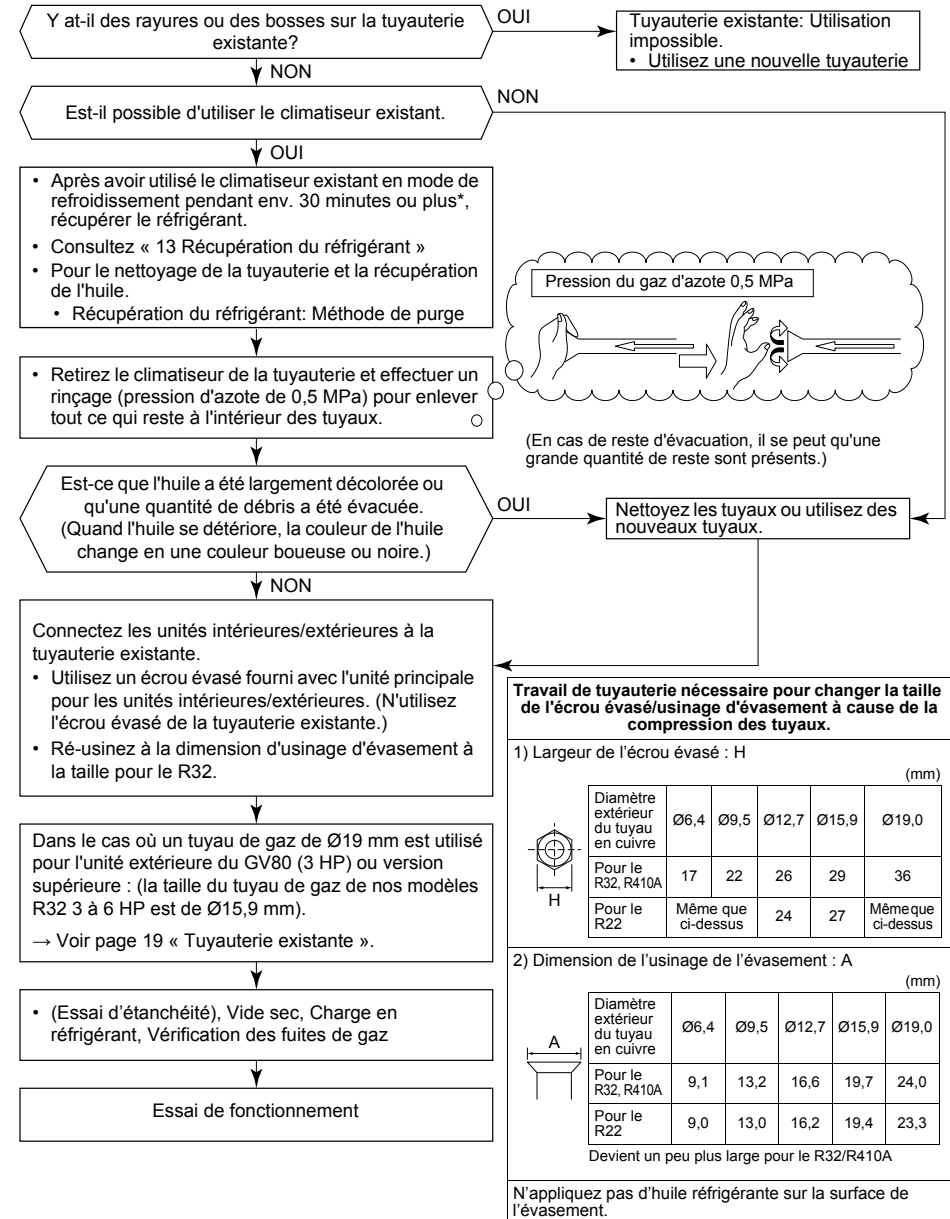 Y at-il des rayures ou des bosses sur la tuyauterie
existante?
OUI
Tuyauterie existante: Utilisation
impossible.
• Utilisez une nouvelle tuyauterie
NON
Est-il possible d'utiliser le climatiseur existant.
NON
OUI
• Après avoir utilisé le climatiseur existant en mode de
refroidissement pendant env. 30 minutes ou plus*,
récupérer le réfrigérant.
• Consultez « 13 Récupération du réfrigérant »
• Pour le nettoyage de la tuyauterie et la récupération
de l'huile.
• Récupération du réfrigérant: Méthode de purge
Pression du gaz d'azote 0,5 MPa
• Retirez le climatiseur de la tuyauterie et effectuer un
rinçage (pression d'azote de 0,5 MPa) pour enlever
tout ce qui reste à l'intérieur des tuyaux.
(En cas de reste d'évacuation, il se peut qu'une
grande quantité de reste sont présents.)
Est-ce que l'huile a été largement décolorée ou
qu'une quantité de débris a été évacuée.
(Quand l'huile se détériore, la couleur de l'huile
change en une couleur boueuse ou noire.)
OUI
Nettoyez les tuyaux ou utilisez des
nouveaux tuyaux.
NON
Connectez les unités intérieures/extérieures à la
tuyauterie existante.
• Utilisez un écrou évasé fourni avec l'unité principale
pour les unités intérieures/extérieures. (N'utilisez
l'écrou évasé de la tuyauterie existante.)
• Ré-usinez à la dimension d'usinage d'évasement à
la taille pour le R32.
Dans le cas où un tuyau de gaz de Ø19 mm est utilisé
pour l'unité extérieure du GV80 (3 HP) ou version
supérieure : (la taille du tuyau de gaz de nos modèles
R32 3 à 6 HP est de Ø15,9 mm).
→ Voir page 19 « Tuyauterie existante ».
• (Essai d'étanchéité), Vide sec, Charge en
réfrigérant, Vérification des fuites de gaz
Essai de fonctionnement
Travail de tuyauterie nécessaire pour changer la taille
de l'écrou évasé/usinage d'évasement à cause de la
compression des tuyaux.
1) Largeur de l'écrou évasé : H
(mm)
H
Diamètre
extérieur
du tuyau
en cuivre
Ø6,4 Ø9,5 Ø12,7 Ø15,9 Ø19,0
Pour le
R32, R410A
17 22 26 29 36
Pour le
R22
Même que
ci-dessus
24 27
Même que
ci-dessus
2) Dimension de l'usinage de l'évasement : A
(mm)
A
Diamètre
extérieur
du tuyau
en cuivre
Ø6,4 Ø9,5 Ø12,7 Ø15,9 Ø19,0
Pour le
R32, R410A
9,1 13,2 16,6 19,7 24,0
Pour le
R22
9,0 13,0 16,2 19,4 23,3
Devient un peu plus large pour le R32/R410A
N'appliquez pas d'huile réfrigérante sur la surface de
l'évasement.